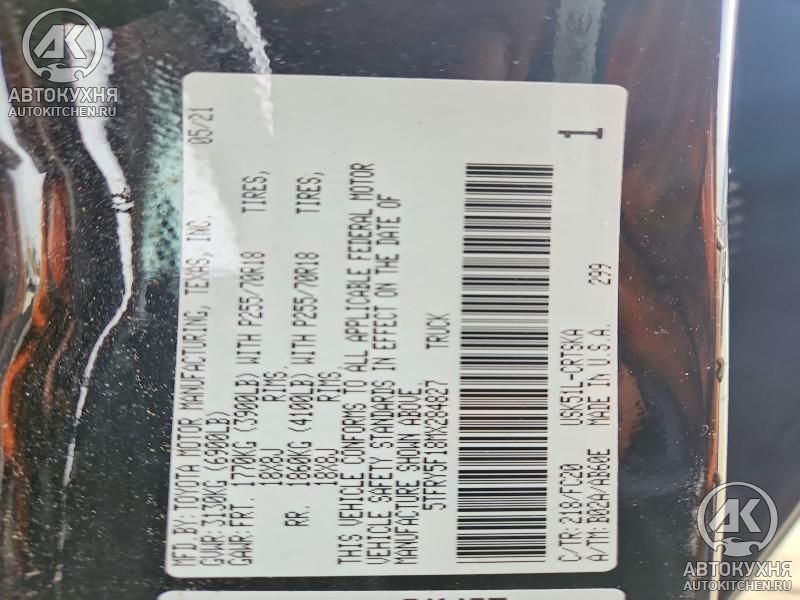 MFD.BY:TOYOTA MOTOR MANUFACTURING, TEXAS, INC. 05/21
GVWR: 3130KG (6980LB)
GAWR: FRT. 1770KG (3900LB) WITH P255/70R18 TIRES,
18X8J RIMS,
RR. 1860KG (4100LB) WITH P255/70R18 TIRES,
18X8J RIMS,
THIS VEHICLE CONFORMS TO ALL APPLICABLE FEDERAL MOTOR
VEHICLE SAFETY STANDARDS IN EFFECT ON THE DATE OF
MANUFACTURE SHOWN ABOVE.
5TFRY5F18MX284827 TRUCK
C/TR:218/FC20 USK51L-CRTSKA 299 1
A/TM B02A/AB60E MADE IN U.S.A.
АК
АВТОКУХНЯ
AUTOKITCHEN.RU
АК
АВТОКУХНЯ
AUTOKITCHEN.RU